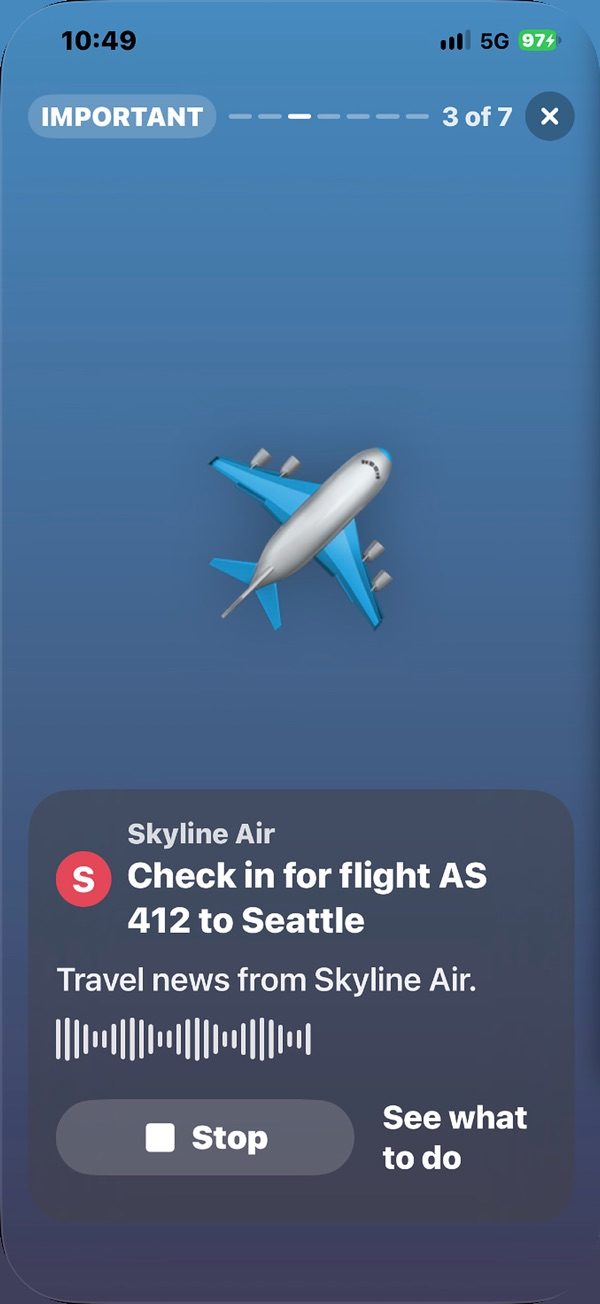 10:49
5G
97
IMPORTANT
3 of 7
Skyline Air
S
Check in for flight AS
412 to Seattle
Travel news from Skyline Air.
Stop
See what
to do